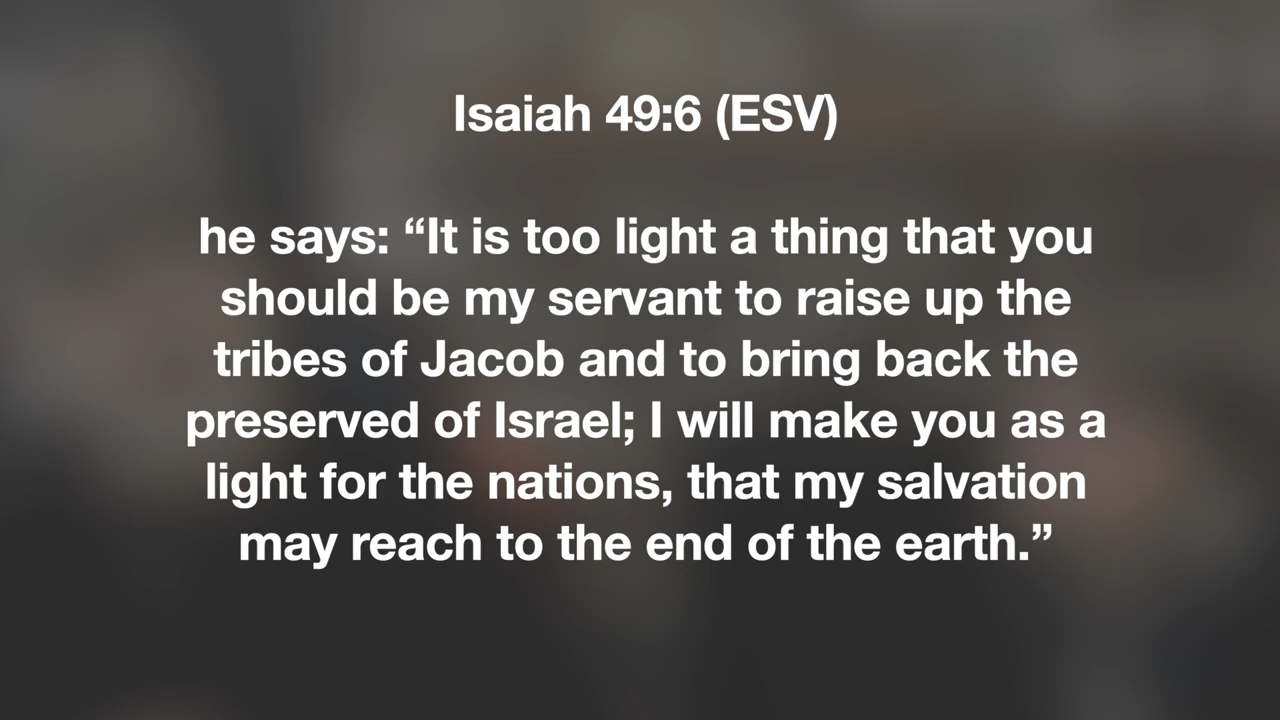 Isaiah 49:6 (ESV)
he says: “It is too light a thing that you
should be my servant to raise up the
tribes of Jacob and to bring back the
preserved of Israel; I will make you as a
light for the nations, that my salvation
may reach to the end of the earth.”